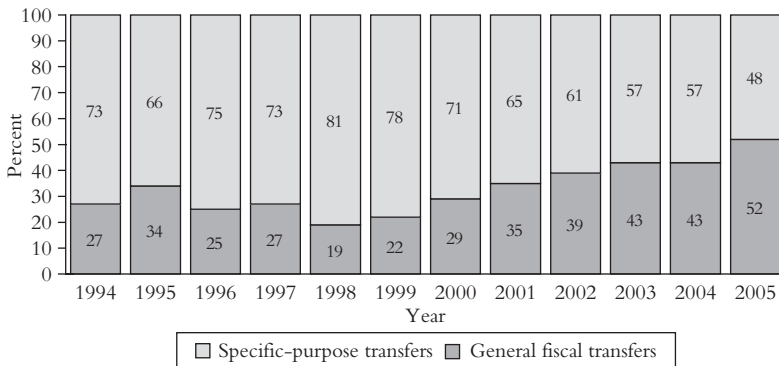 Percent
100
90
80
70
60
50
40
30
20
10
0
73 66 75 73 81 78 71 65 61 57 57 48
27 34 25 27 19 22 29 35 39 43 43 52
1994 1995 1996 1997 1998 1999 2000 2001 2002 2003 2004 2005
Year
Specific-purpose transfers General fiscal transfers